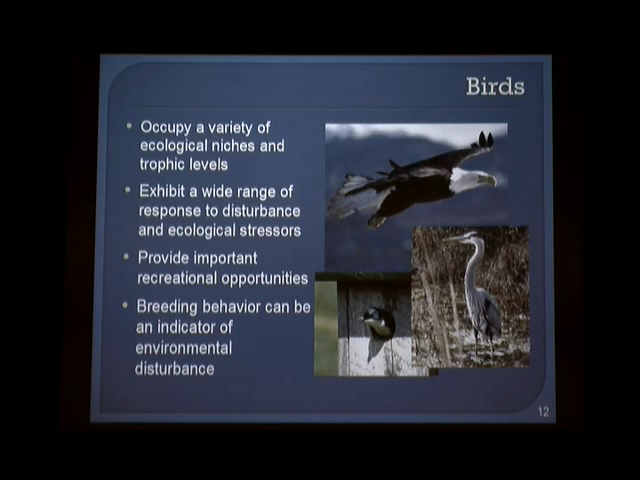 Birds
• Occupy a variety of
ecological niches and
trophic levels
• Exhibit a wide range of
response to disturbance
and ecological stressors
• Provide important
recreational opportunities
• Breeding behavior can be
an indicator of
environmental
disturbance
12